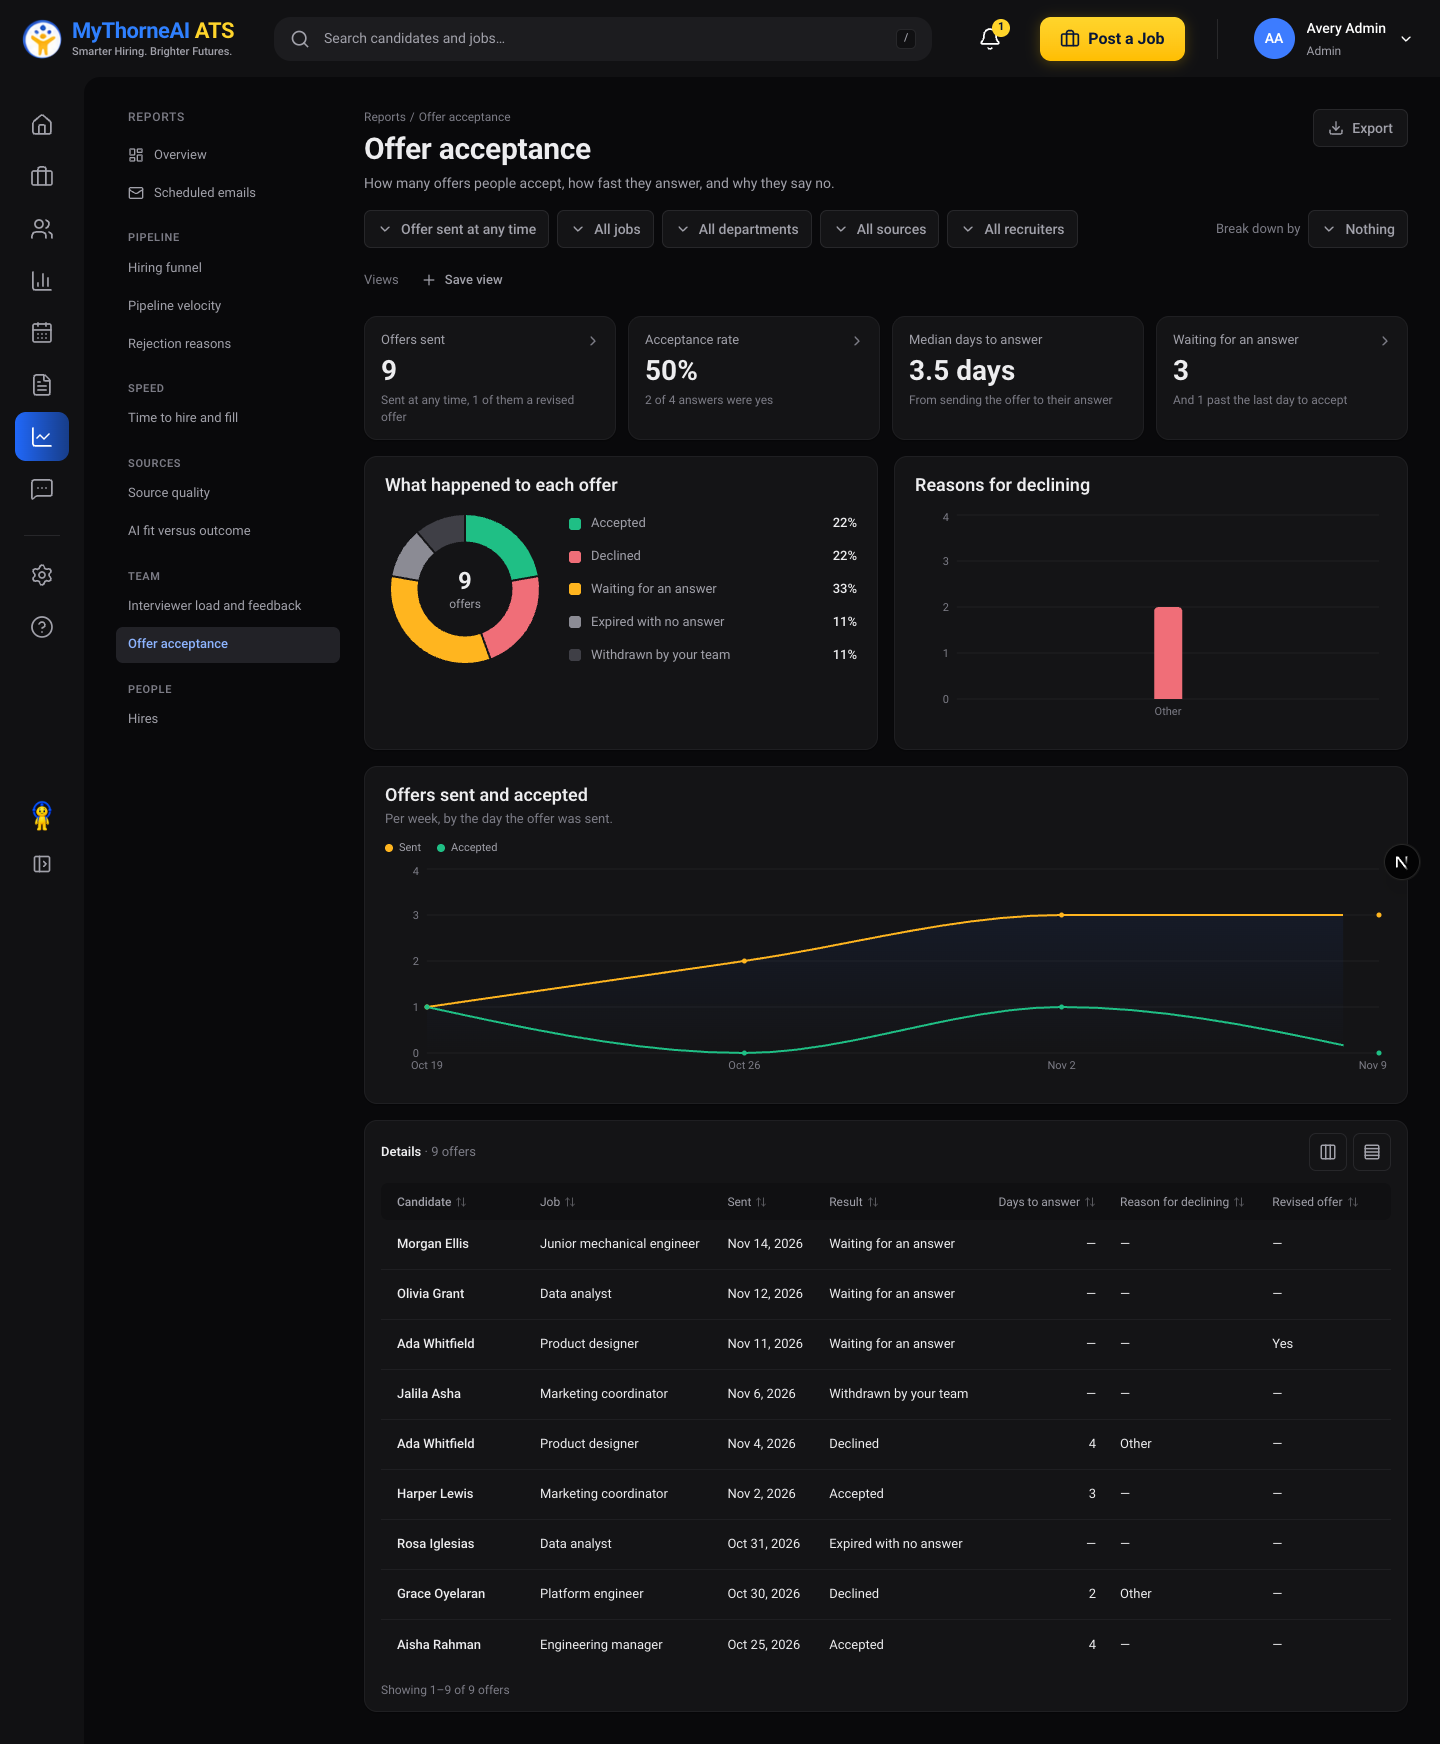 MyThorneAI ATS
Smarter Hiring. Brighter Futures.
Search candidates and jobs...
/
1
Post a Job
AA
Avery Admin
Admin
REPORTS
Overview
Scheduled emails
PIPELINE
Hiring funnel
Pipeline velocity
Rejection reasons
SPEED
Time to hire and fill
SOURCES
Source quality
AI fit versus outcome
TEAM
Interviewer load and feedback
Offer acceptance
PEOPLE
Hires
Reports / Offer acceptance
Offer acceptance
How many offers people accept, how fast they answer, and why they say no.
Export
Offer sent at any time
All jobs
All departments
All sources
All recruiters
Break down by
Nothing
Views
Save view
Offers sent
9
Sent at any time, 1 of them a revised
offer
Acceptance rate
50%
2 of 4 answers were yes
Median days to answer
3.5 days
From sending the offer to their answer
Waiting for an answer
3
And 1 past the last day to accept
What happened to each offer
9
offers
Accepted 22%
Declined 22%
Waiting for an answer 33%
Expired with no answer 11%
Withdrawn by your team 11%
Reasons for declining
4
3
2
1
0
Other
Offers sent and accepted
Per week, by the day the offer was sent.
Sent Accepted
4
3
2
1
0
Oct 19 Oct 26 Nov 2 Nov 9
N
Details · 9 offers
Candidate Job Sent Result Days to answer Reason for declining Revised offer
Morgan Ellis Junior mechanical engineer Nov 14, 2026 Waiting for an answer — — —
Olivia Grant Data analyst Nov 12, 2026 Waiting for an answer — — —
Ada Whitfield Product designer Nov 11, 2026 Waiting for an answer — — Yes
Jalila Asha Marketing coordinator Nov 6, 2026 Withdrawn by your team — — —
Ada Whitfield Product designer Nov 4, 2026 Declined 4 Other —
Harper Lewis Marketing coordinator Nov 2, 2026 Accepted 3 — —
Rosa Iglesias Data analyst Oct 31, 2026 Expired with no answer — — —
Grace Oyelaran Platform engineer Oct 30, 2026 Declined 2 Other —
Aisha Rahman Engineering manager Oct 25, 2026 Accepted 4 — —
Showing 1–9 of 9 offers